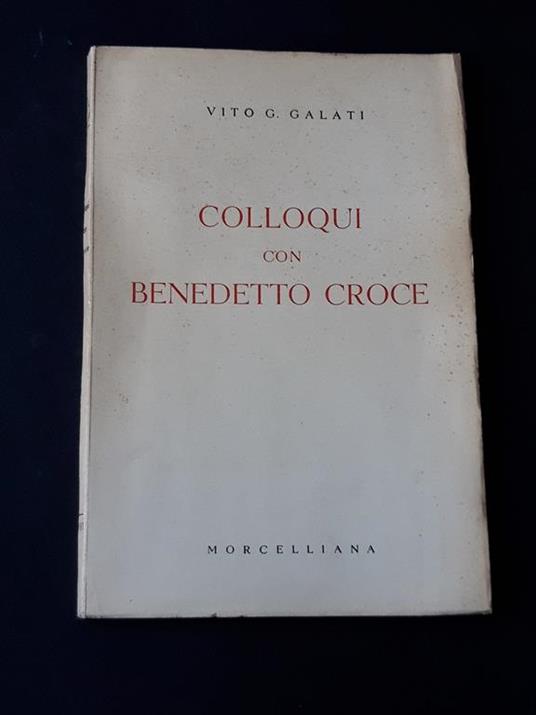 VITO G. GALATI
COLLOQUI
CON
BENEDETTO CROCE
MORCELLIANA